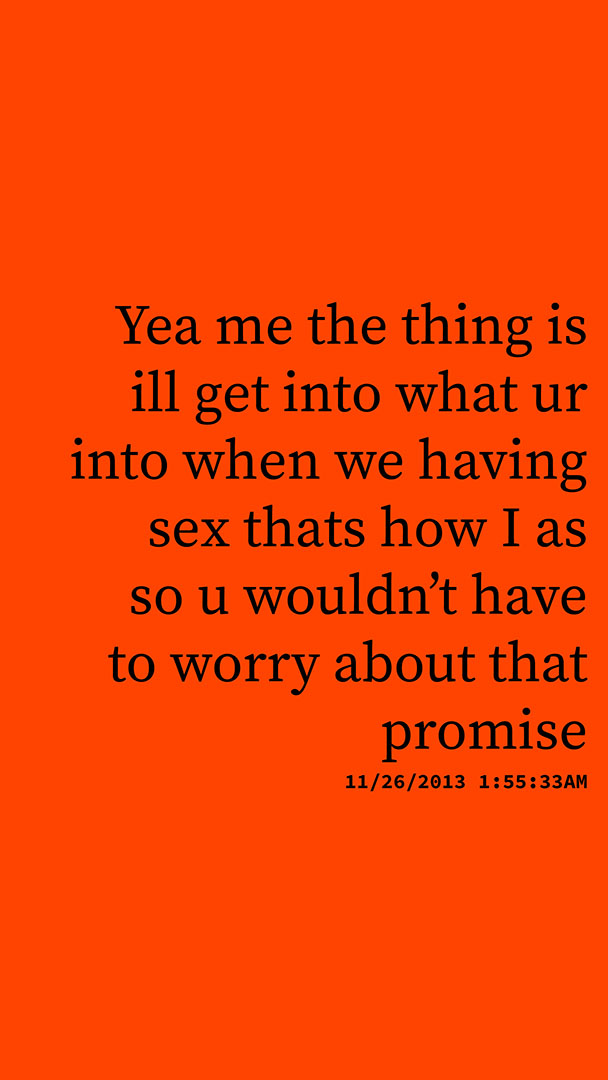 Yea me the thing is
ill get into what ur
into when we having
sex thats how I as
so u wouldn’t have
to worry about that
promise
11/26/2013 1:55:33AM